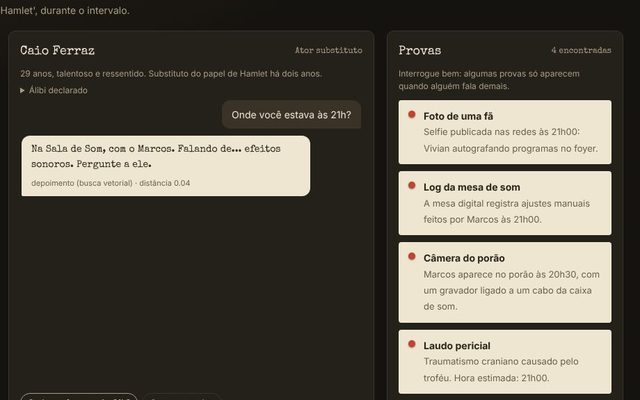 Hamlet', durante o intervalo.
Caio Ferraz
Ator substituto
29 anos, talentoso e ressentido. Substituto do papel de Hamlet há dois anos.
Álibi declarado
Onde você estava às 21h?
Na Sala de Som, com o Marcos. Falando de... efeitos
sonoros. Pergunte a ele.
depoimento (busca vetorial) · distância 0.04
Provas
4 encontradas
Interrogue bem: algumas provas só aparecem
quando alguém fala demais.
Foto de uma fã
Selfie publicada nas redes às 21h00:
Vivian autografando programas no foyer.
Log da mesa de som
A mesa digital registra ajustes manuais
feitos por Marcos às 21h00.
Câmera do porão
Marcos aparece no porão às 20h30, com
um gravador ligado a um cabo da caixa
de som.
Laudo pericial
Traumatismo craniano causado pelo
troféu. Hora estimada: 21h00.